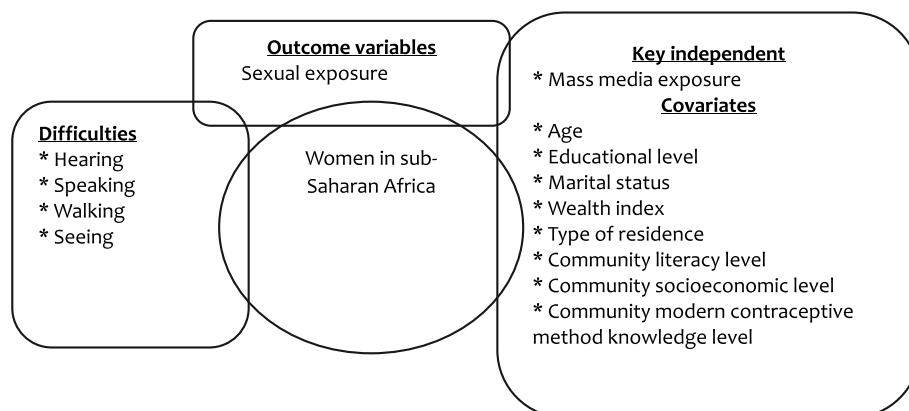 Outcome variables
Sexual exposure
Difficulties
* Hearing
* Speaking
* Walking
* Seeing
Women in sub-
Saharan Africa
Key independent
* Mass media exposure
Covariates
* Age
* Educational level
* Marital status
* Wealth index
* Type of residence
* Community literacy level
* Community socioeconomic level
* Community modern contraceptive
method knowledge level